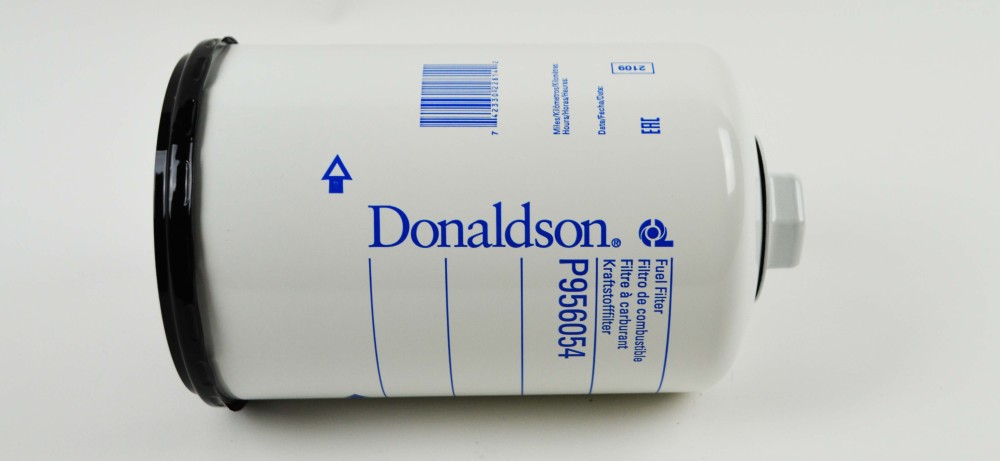 Donaldson®
P956054
Fuel Filter
Filtro de combustible
Filtre à carburant
Kraftstofffilter
Miles/Kilómetros/Kilomètres
Hours/Horas/Heures:
Date/Fecha/Date:
2109
EAC